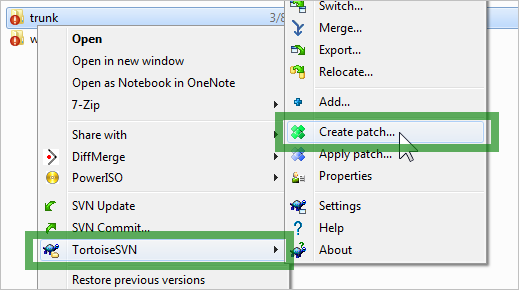 trunk 3/8
w
Open
Open in new window
Open as Notebook in OneNote
7-Zip
Share with
DiffMerge
PowerISO
SVN Update
SVN Commit...
TortoiseSVN
Restore previous versions
Switch...
Merge...
Export...
Relocate...
Add...
Create patch...
Apply patch...
Properties
Settings
Help
About